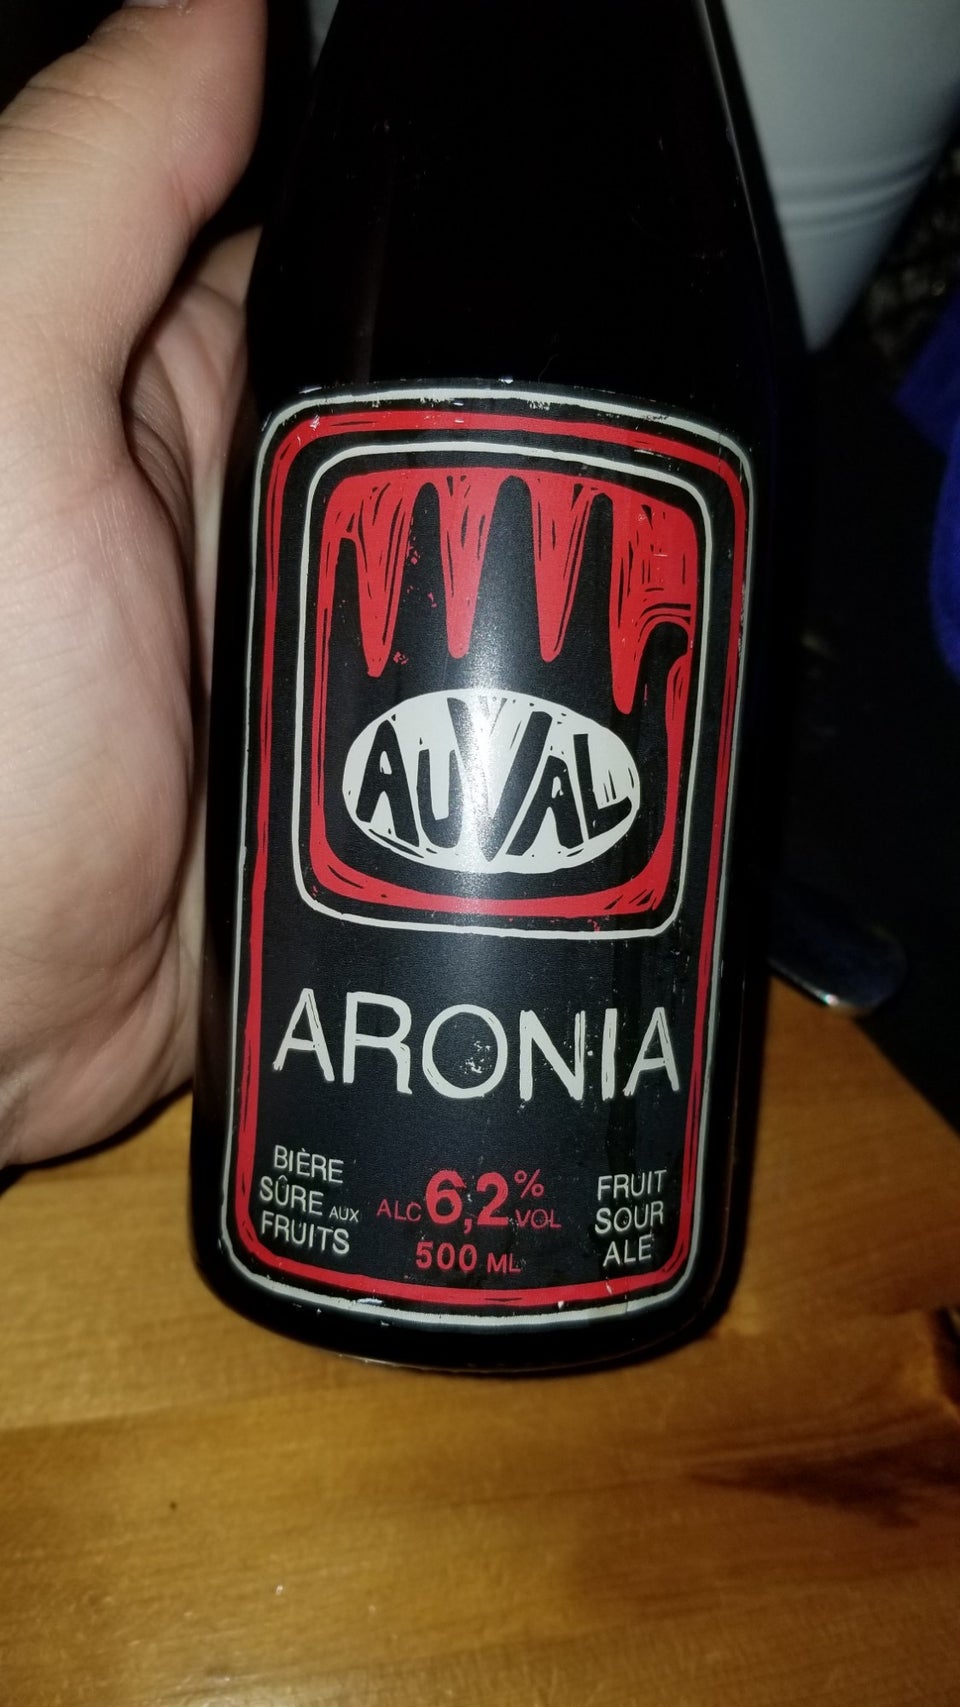 AUVAL
ARONIA
BIÈRE
SÛRE AUX
FRUITS
ALC 6,2% VOL
500 ML
FRUIT
SOUR
ALE